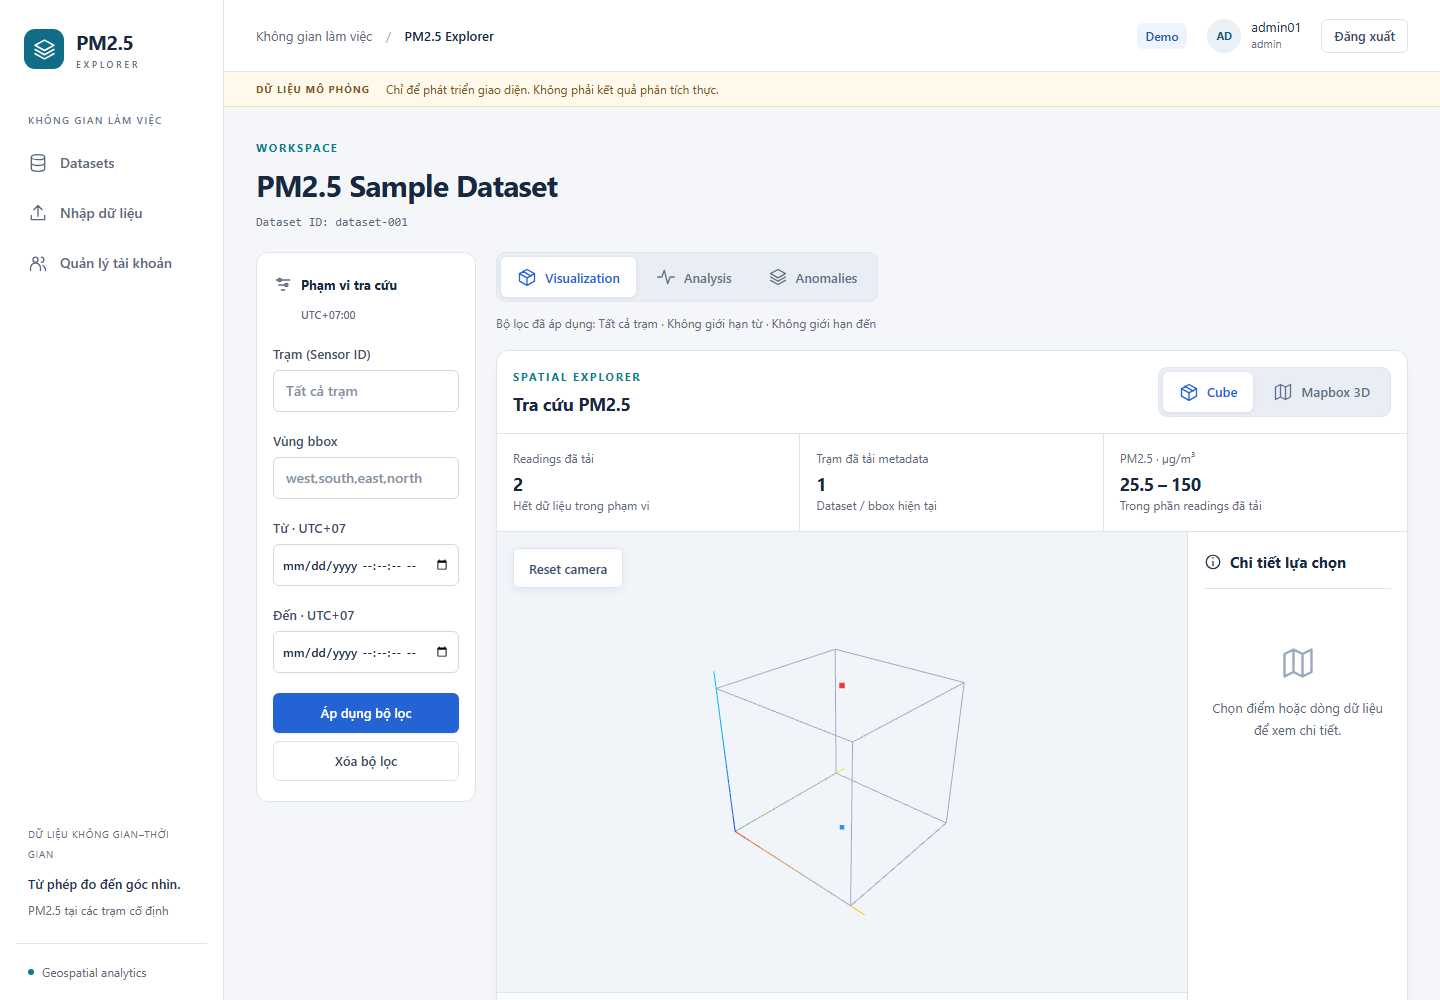 PM2.5
EXPLORER
KHÔNG GIAN LÀM VIỆC
Datasets
Nhập dữ liệu
Quản lý tài khoản
DỮ LIỆU KHÔNG GIAN–THỜI
GIAN
Từ phép đo đến góc nhìn.
PM2.5 tại các trạm cố định
Geospatial analytics
Không gian làm việc / PM2.5 Explorer
Demo
AD
admin01
admin
Đăng xuất
DỮ LIỆU MÔ PHỎNG Chỉ để phát triển giao diện. Không phải kết quả phân tích thực.
WORKSPACE
PM2.5 Sample Dataset
Dataset ID: dataset-001
Phạm vi tra cứu
UTC+07:00
Trạm (Sensor ID)
Tất cả trạm
Vùng bbox
west,south,east,north
Từ · UTC+07
mm/dd/yyyy --:--:-- --
Đến · UTC+07
mm/dd/yyyy --:--:-- --
Áp dụng bộ lọc
Xóa bộ lọc
Visualization
Analysis
Anomalies
Bộ lọc đã áp dụng: Tất cả trạm · Không giới hạn từ · Không giới hạn đến
SPATIAL EXPLORER
Tra cứu PM2.5
Cube
Mapbox 3D
Readings đã tải
2
Hết dữ liệu trong phạm vi
Trạm đã tải metadata
1
Dataset / bbox hiện tại
PM2.5 · µg/m³
25.5 – 150
Trong phần readings đã tải
Reset camera
Chi tiết lựa chọn
Chọn điểm hoặc dòng dữ liệu
để xem chi tiết.